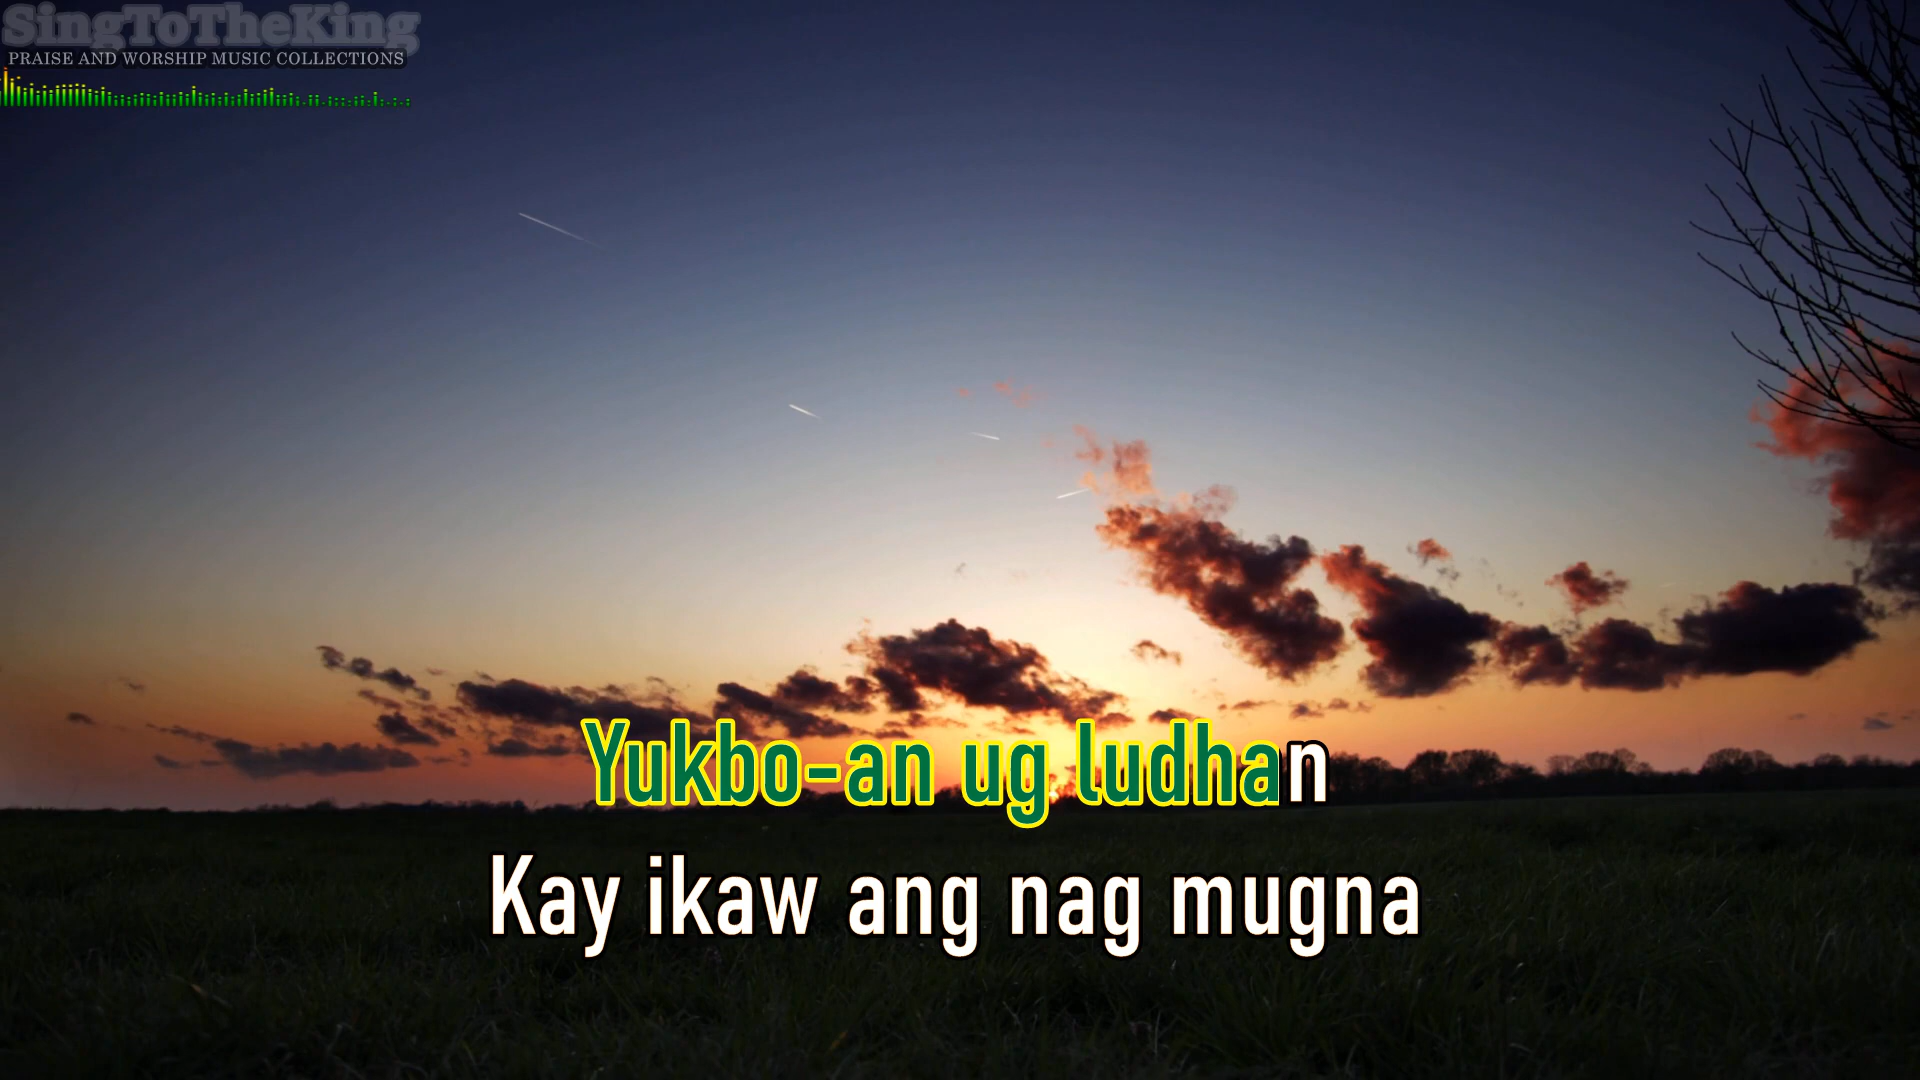 SingToTheKing
PRAISE AND WORSHIP MUSIC COLLECTIONS
Yukbo-an ug ludhan
Kay ikaw ang nag mugna